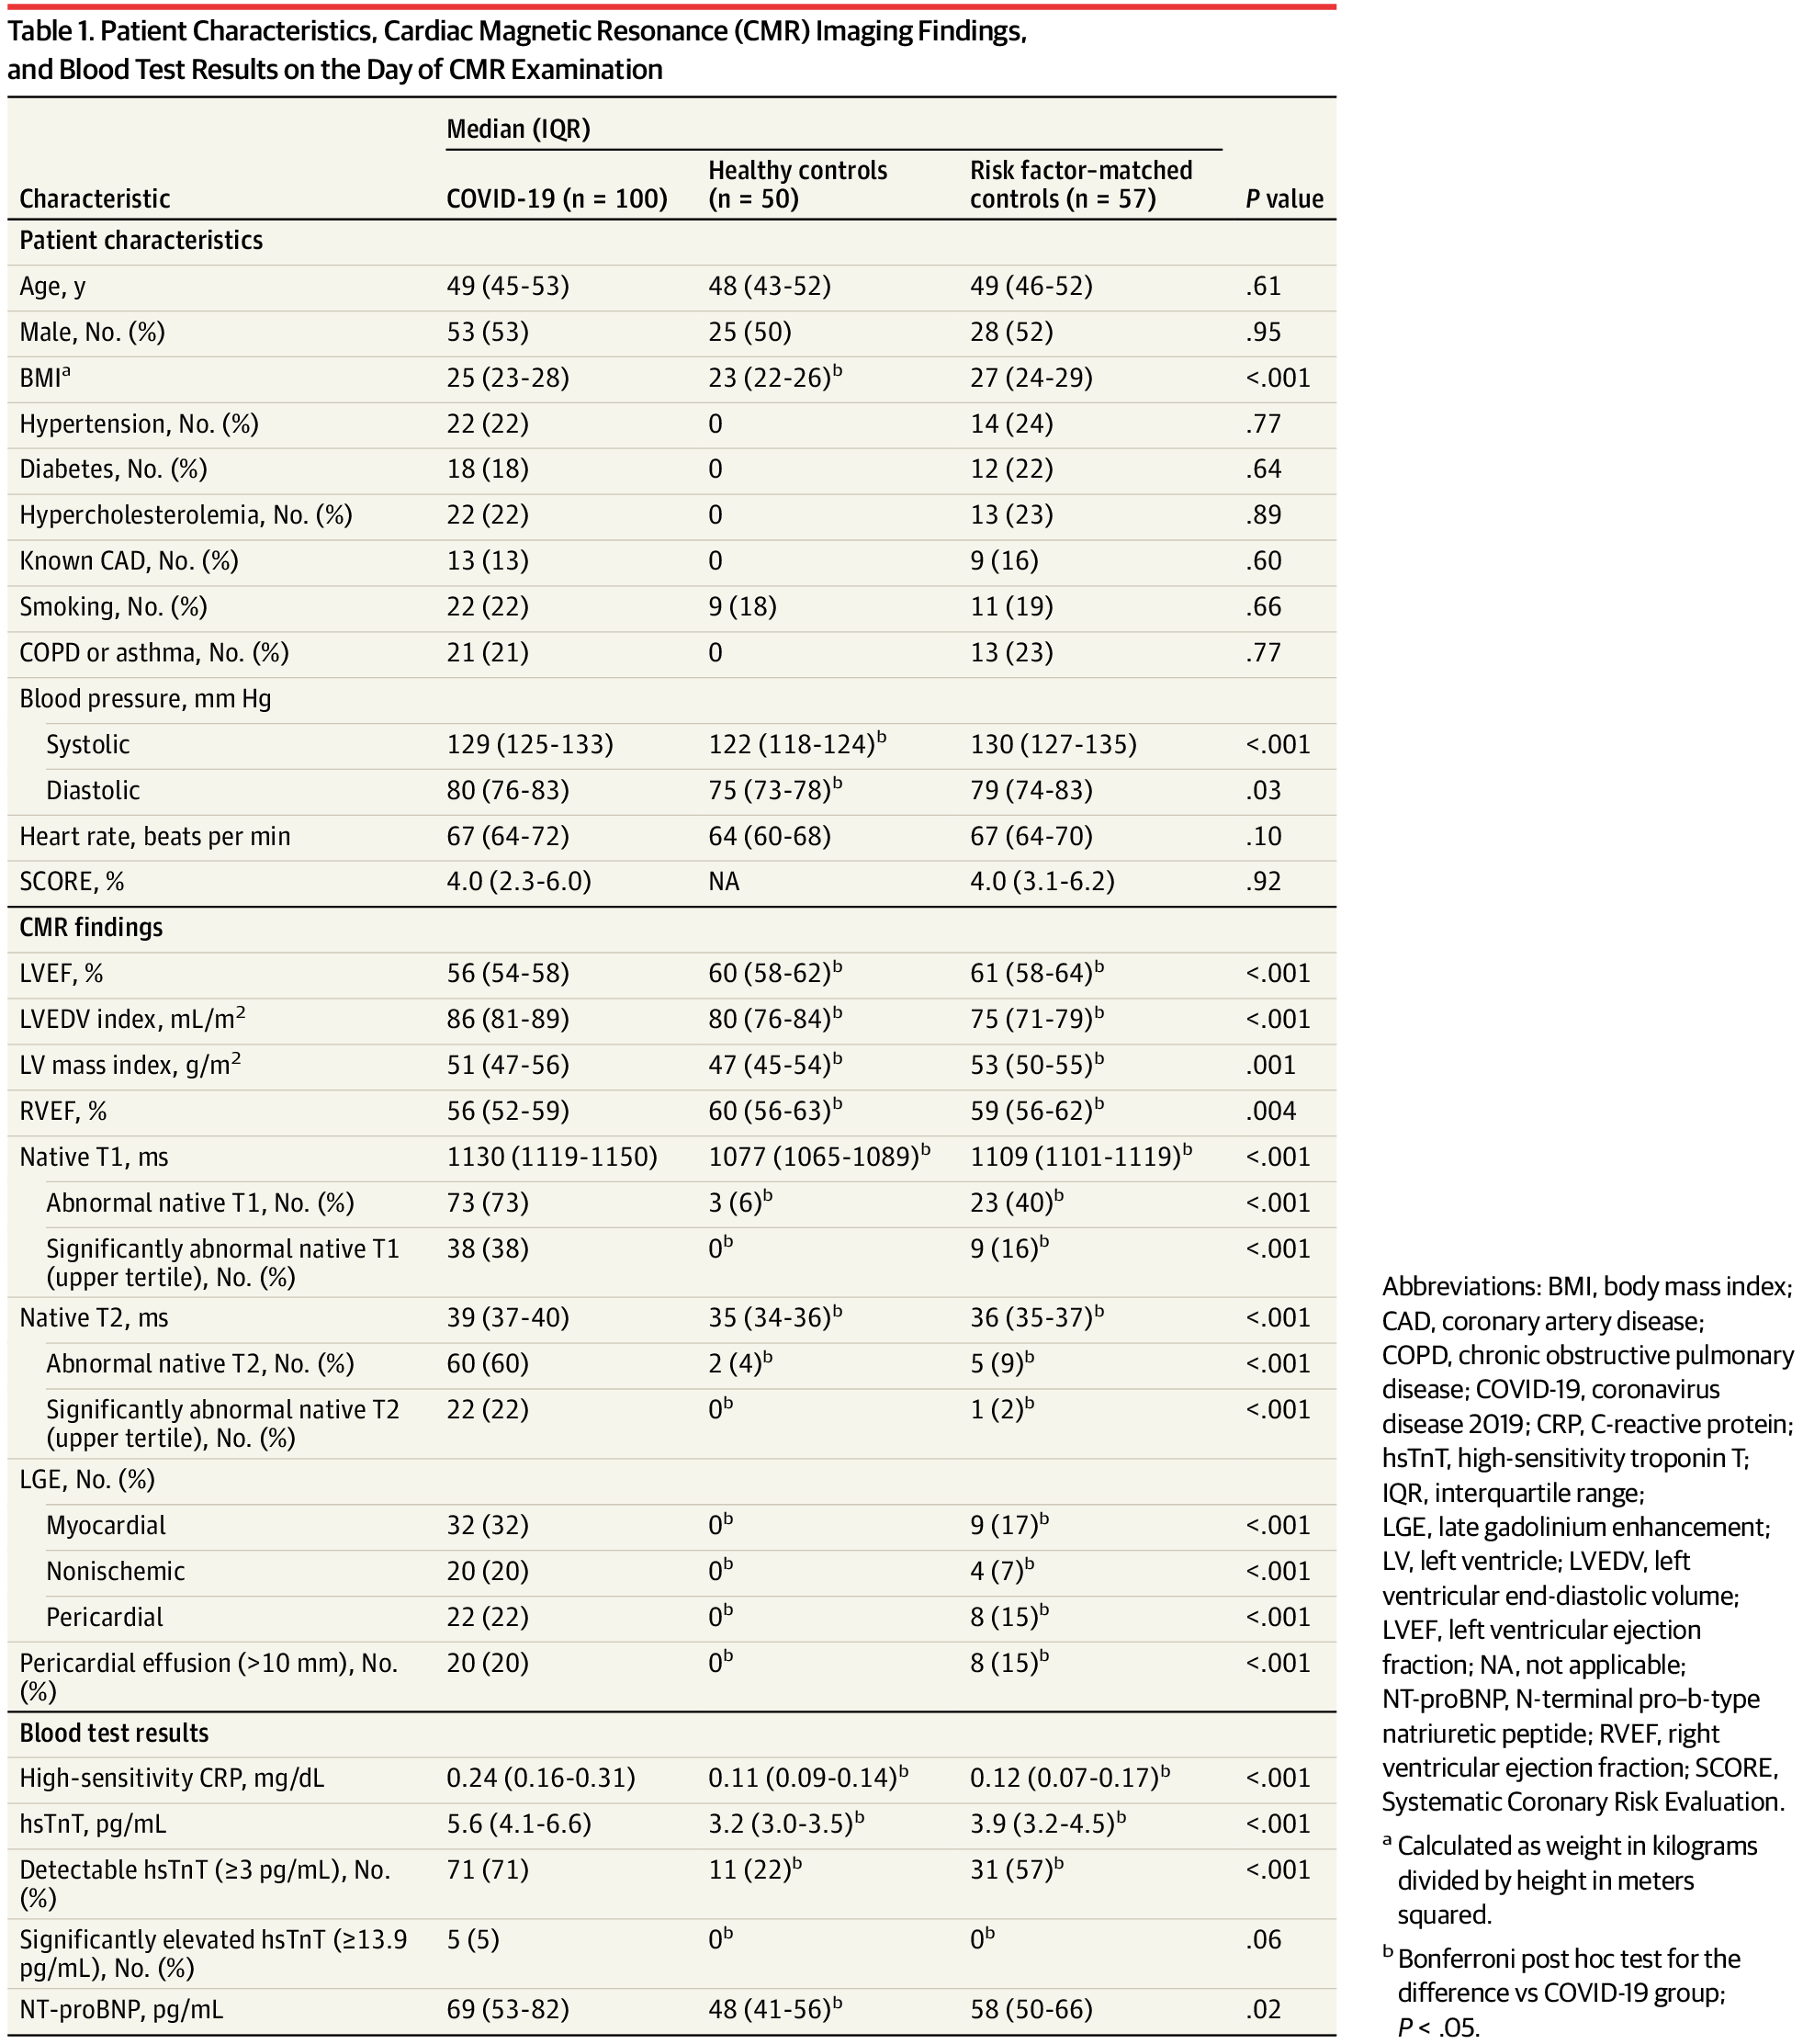 Table 1. Patient Characteristics, Cardiac Magnetic Resonance (CMR) Imaging Findings,
and Blood Test Results on the Day of CMR Examination
Median (IQR)
Characteristic COVID-19 (n = 100) Healthy controls (n = 50) Risk factor–matched controls (n = 57) P value
Patient characteristics
Age, y 49 (45-53) 48 (43-52) 49 (46-52) .61
Male, No. (%) 53 (53) 25 (50) 28 (52) .95
BMIᵃ 25 (23-28) 23 (22-26)ᵇ 27 (24-29) <.001
Hypertension, No. (%) 22 (22) 0 14 (24) .77
Diabetes, No. (%) 18 (18) 0 12 (22) .64
Hypercholesterolemia, No. (%) 22 (22) 0 13 (23) .89
Known CAD, No. (%) 13 (13) 0 9 (16) .60
Smoking, No. (%) 22 (22) 9 (18) 11 (19) .66
COPD or asthma, No. (%) 21 (21) 0 13 (23) .77
Blood pressure, mm Hg
Systolic 129 (125-133) 122 (118-124)ᵇ 130 (127-135) <.001
Diastolic 80 (76-83) 75 (73-78)ᵇ 79 (74-83) .03
Heart rate, beats per min 67 (64-72) 64 (60-68) 67 (64-70) .10
SCORE, % 4.0 (2.3-6.0) NA 4.0 (3.1-6.2) .92
CMR findings
LVEF, % 56 (54-58) 60 (58-62)ᵇ 61 (58-64)ᵇ <.001
LVEDV index, mL/m² 86 (81-89) 80 (76-84)ᵇ 75 (71-79)ᵇ <.001
LV mass index, g/m² 51 (47-56) 47 (45-54)ᵇ 53 (50-55)ᵇ .001
RVEF, % 56 (52-59) 60 (56-63)ᵇ 59 (56-62)ᵇ .004
Native T1, ms 1130 (1119-1150) 1077 (1065-1089)ᵇ 1109 (1101-1119)ᵇ <.001
Abnormal native T1, No. (%) 73 (73) 3 (6)ᵇ 23 (40)ᵇ <.001
Significantly abnormal native T1 38 (38) 0ᵇ 9 (16)ᵇ <.001
(upper tertile), No. (%)
Native T2, ms 39 (37-40) 35 (34-36)ᵇ 36 (35-37)ᵇ <.001
Abnormal native T2, No. (%) 60 (60) 2 (4)ᵇ 5 (9)ᵇ <.001
Significantly abnormal native T2 22 (22) 0ᵇ 1 (2)ᵇ <.001
(upper tertile), No. (%)
LGE, No. (%)
Myocardial 32 (32) 0ᵇ 9 (17)ᵇ <.001
Nonischemic 20 (20) 0ᵇ 4 (7)ᵇ <.001
Pericardial 22 (22) 0ᵇ 8 (15)ᵇ <.001
Pericardial effusion (>10 mm), No. 20 (20) 0ᵇ 8 (15)ᵇ <.001
(%)
Blood test results
High-sensitivity CRP, mg/dL 0.24 (0.16-0.31) 0.11 (0.09-0.14)ᵇ 0.12 (0.07-0.17)ᵇ <.001
hsTnT, pg/mL 5.6 (4.1-6.6) 3.2 (3.0-3.5)ᵇ 3.9 (3.2-4.5)ᵇ <.001
Detectable hsTnT (≥3 pg/mL), No. 71 (71) 11 (22)ᵇ 31 (57)ᵇ <.001
(%)
Significantly elevated hsTnT (≥13.9 5 (5) 0ᵇ 0ᵇ .06
pg/mL), No. (%)
NT-proBNP, pg/mL 69 (53-82) 48 (41-56)ᵇ 58 (50-66) .02
Abbreviations: BMI, body mass index;
CAD, coronary artery disease;
COPD, chronic obstructive pulmonary
disease; COVID-19, coronavirus
disease 2019; CRP, C-reactive protein;
hsTnT, high-sensitivity troponin T;
IQR, interquartile range;
LGE, late gadolinium enhancement;
LV, left ventricle; LVEDV, left
ventricular end-diastolic volume;
LVEF, left ventricular ejection
fraction; NA, not applicable;
NT-proBNP, N-terminal pro–b-type
natriuretic peptide; RVEF, right
ventricular ejection fraction; SCORE,
Systematic Coronary Risk Evaluation.
ᵃ Calculated as weight in kilograms
divided by height in meters
squared.
ᵇ Bonferroni post hoc test for the
difference vs COVID-19 group;
P < .05.